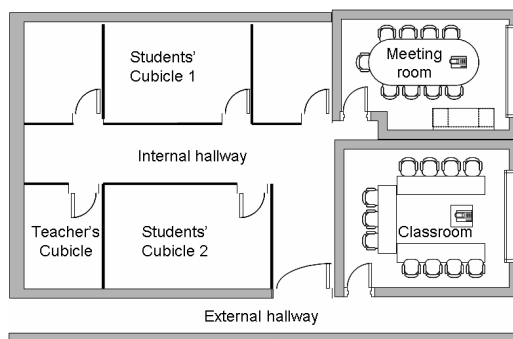 Students'
Cubicle 1
Meeting
room
Internal hallway
Teacher's
Cubicle
Students'
Cubicle 2
Classroom
External hallway